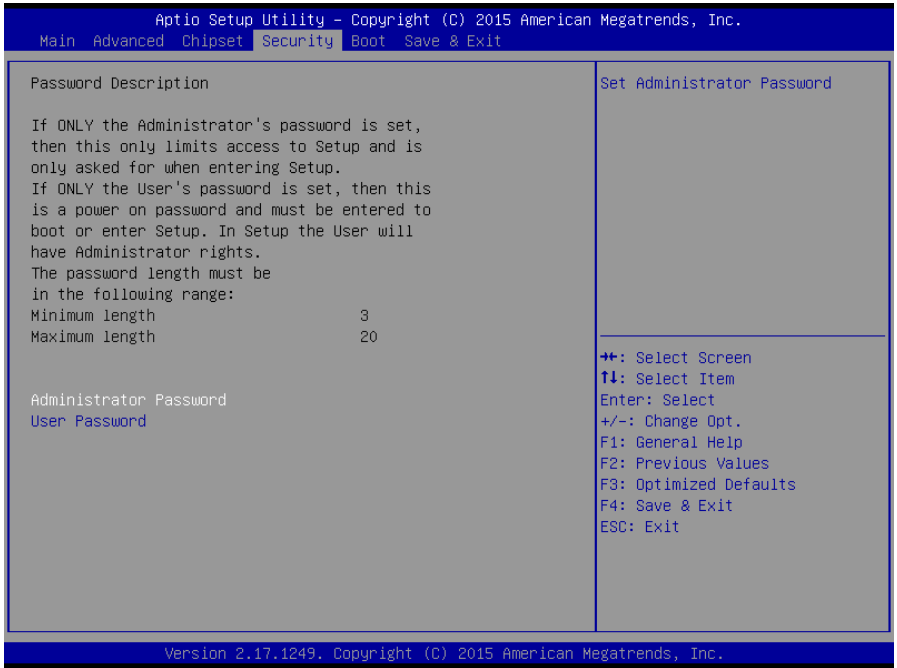 Aptio Setup Utility – Copyright (C) 2015 American Megatrends, Inc.
Main Advanced Chipset Security Boot Save & Exit
Password Description
If ONLY the Administrator's password is set,
then this only limits access to Setup and is
only asked for when entering Setup.
If ONLY the User's password is set, then this
is a power on password and must be entered to
boot or enter Setup. In Setup the User will
have Administrator rights.
The password length must be
in the following range:
Minimum length 3
Maximum length 20
Administrator Password
User Password
Set Administrator Password
→←: Select Screen
↑↓: Select Item
Enter: Select
+/-: Change Opt.
F1: General Help
F2: Previous Values
F3: Optimized Defaults
F4: Save & Exit
ESC: Exit
Version 2.17.1249. Copyright (C) 2015 American Megatrends, Inc.